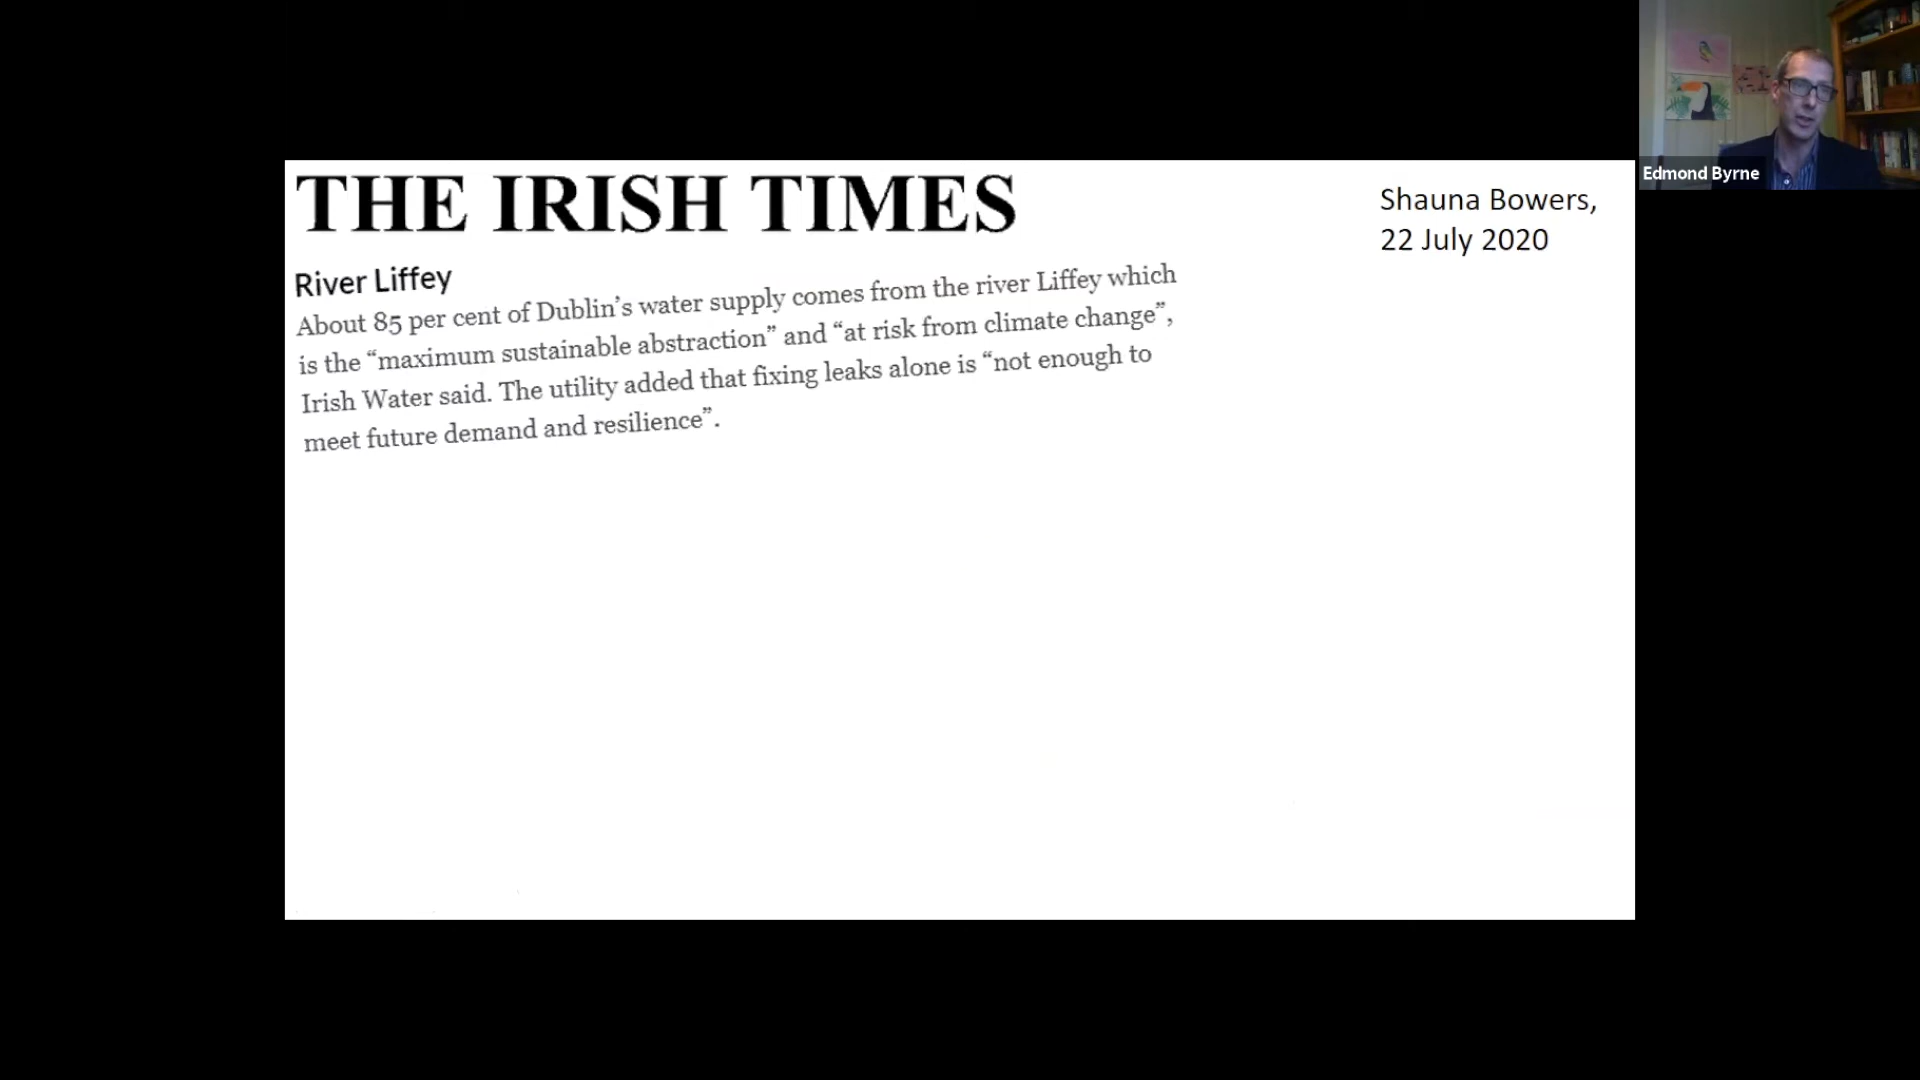 THE IRISH TIMES
Shauna Bowers,
22 July 2020
River Liffey
About 85 per cent of Dublin’s water supply comes from the river Liffey which
is the “maximum sustainable abstraction” and “at risk from climate change”,
Irish Water said. The utility added that fixing leaks alone is “not enough to
meet future demand and resilience”.
Edmond Byrne